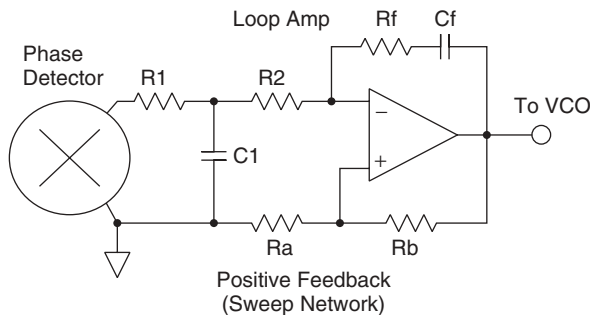 Loop Amp
Rf
Cf
Phase
Detector
R1
R2
To VCO
−
C1
+
Ra
Rb
Positive Feedback
(Sweep Network)